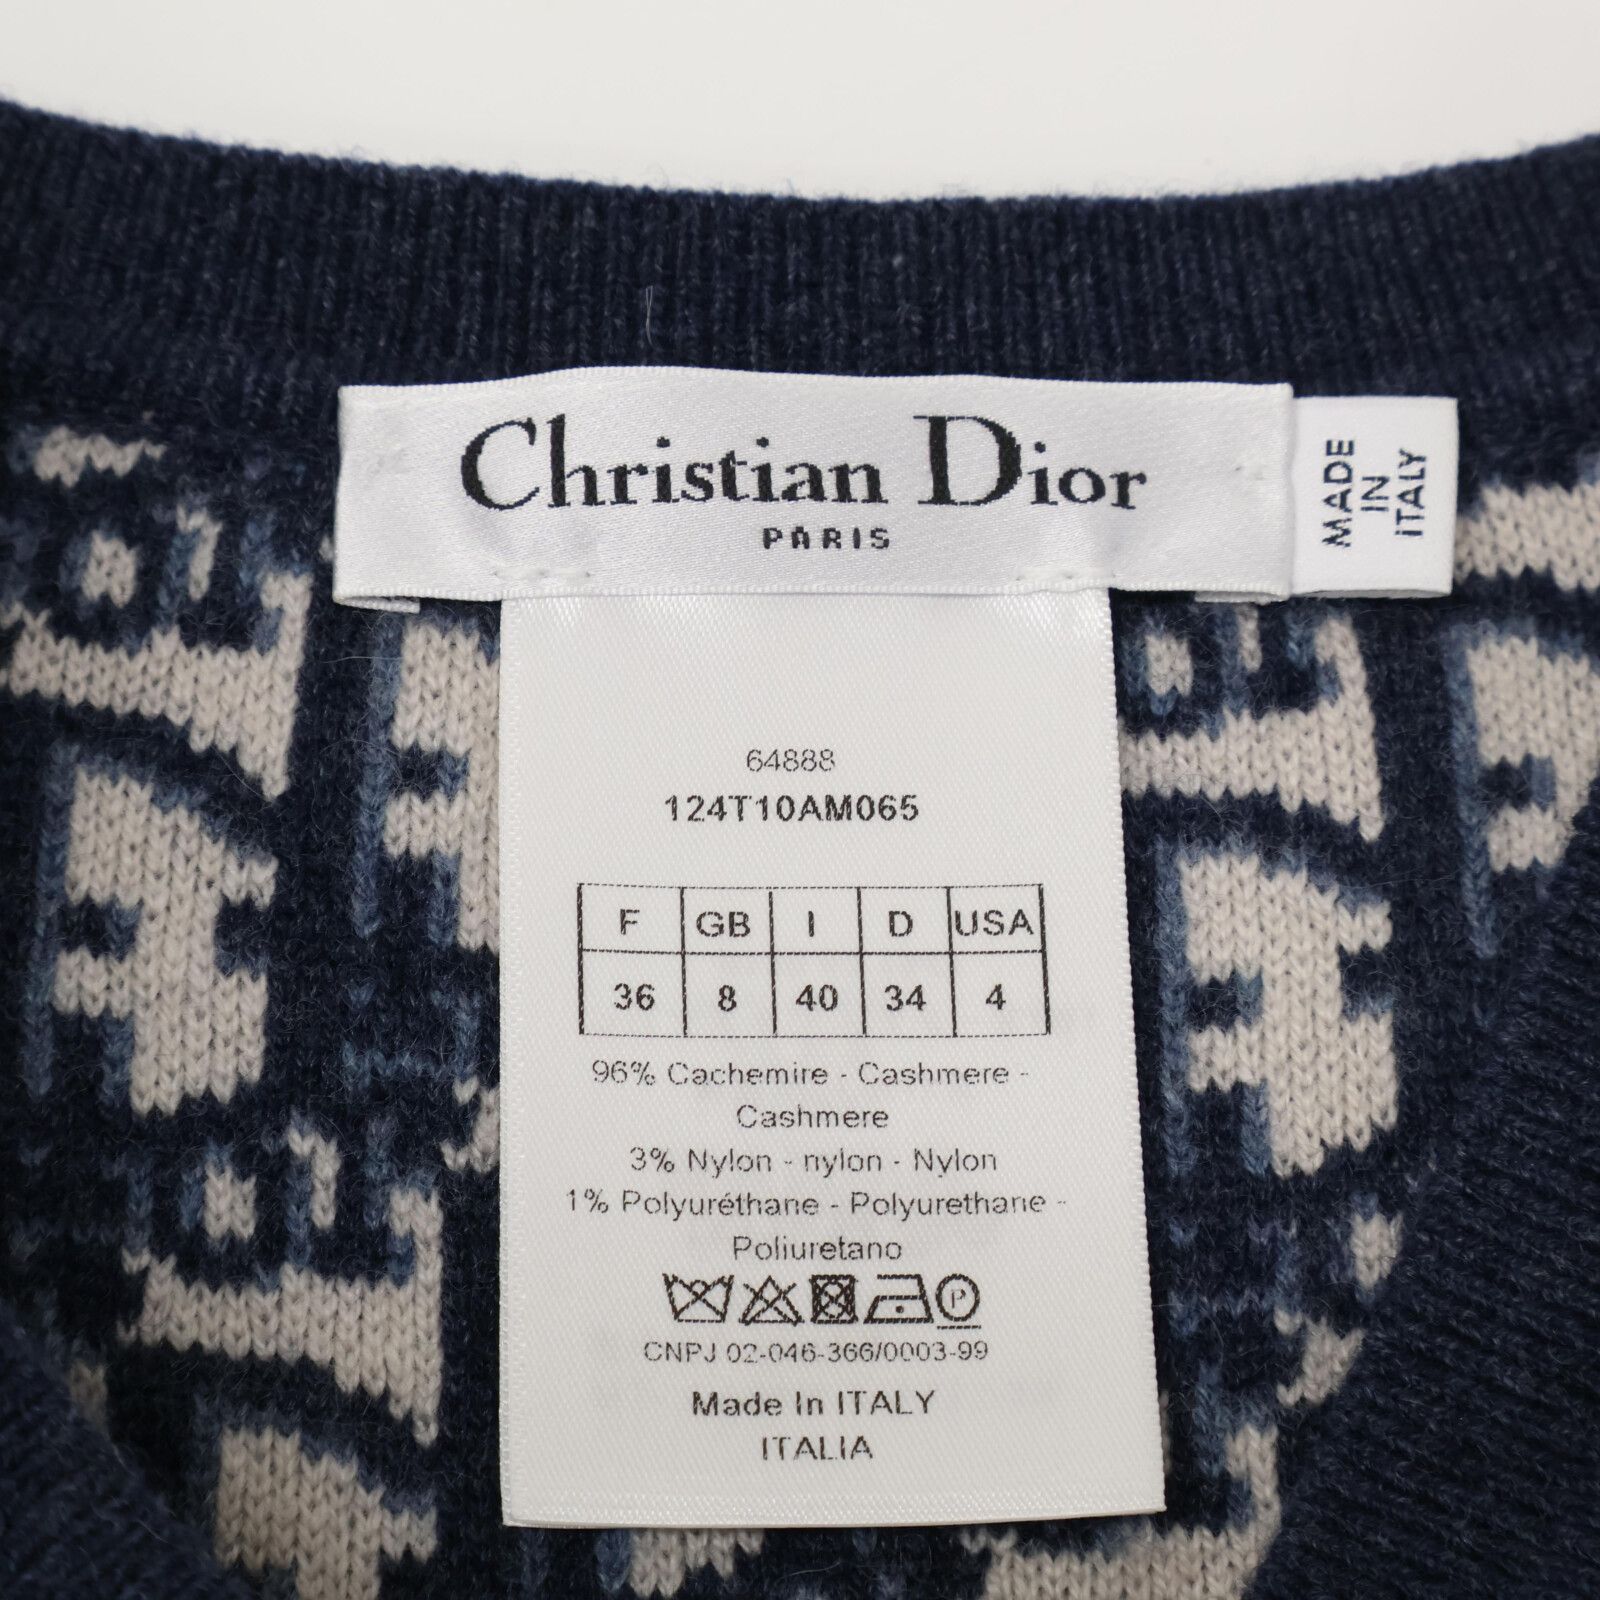 Christian Dior
PARIS
MADE
IN
ITALY
64888
124T10AM065
F GB I D USA
36 8 40 34 4
96% Cachemire - Cashmere -
Cashmere
3% Nylon - nylon - Nylon
1% Polyuréthane - Polyurethane -
Poliuretano
P
CNPJ 02-046-366/0003-99
Made In ITALY
ITALIA